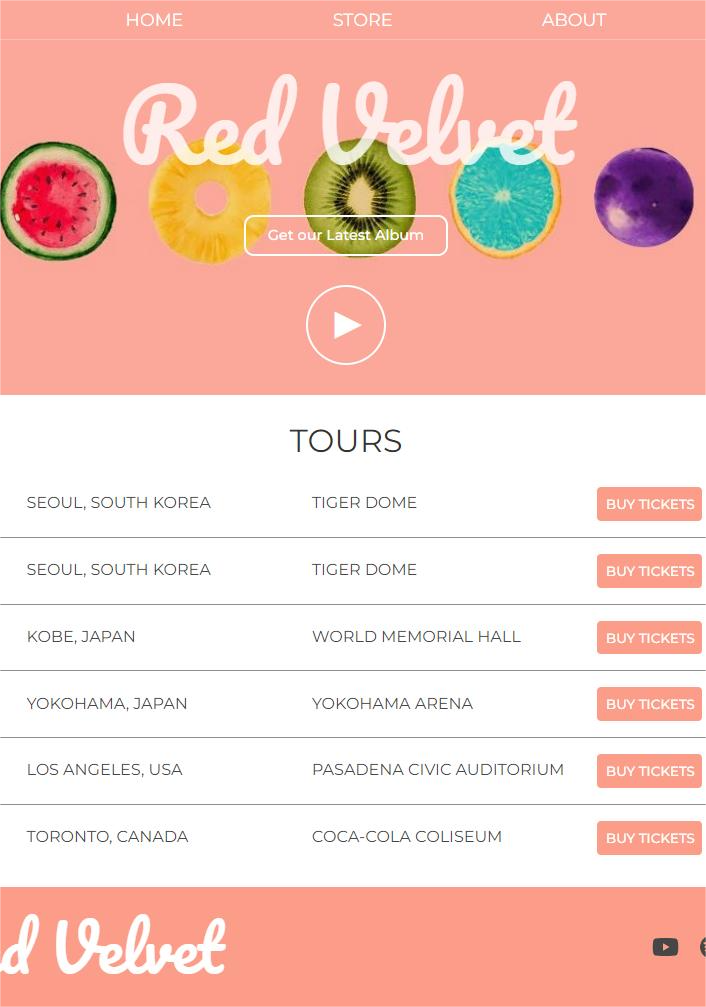 HOME STORE ABOUT
Red Velvet
Get our Latest Album
TOURS
SEOUL, SOUTH KOREA TIGER DOME BUY TICKETS
SEOUL, SOUTH KOREA TIGER DOME BUY TICKETS
KOBE, JAPAN WORLD MEMORIAL HALL BUY TICKETS
YOKOHAMA, JAPAN YOKOHAMA ARENA BUY TICKETS
LOS ANGELES, USA PASADENA CIVIC AUDITORIUM BUY TICKETS
TORONTO, CANADA COCA-COLA COLISEUM BUY TICKETS
d Velvet